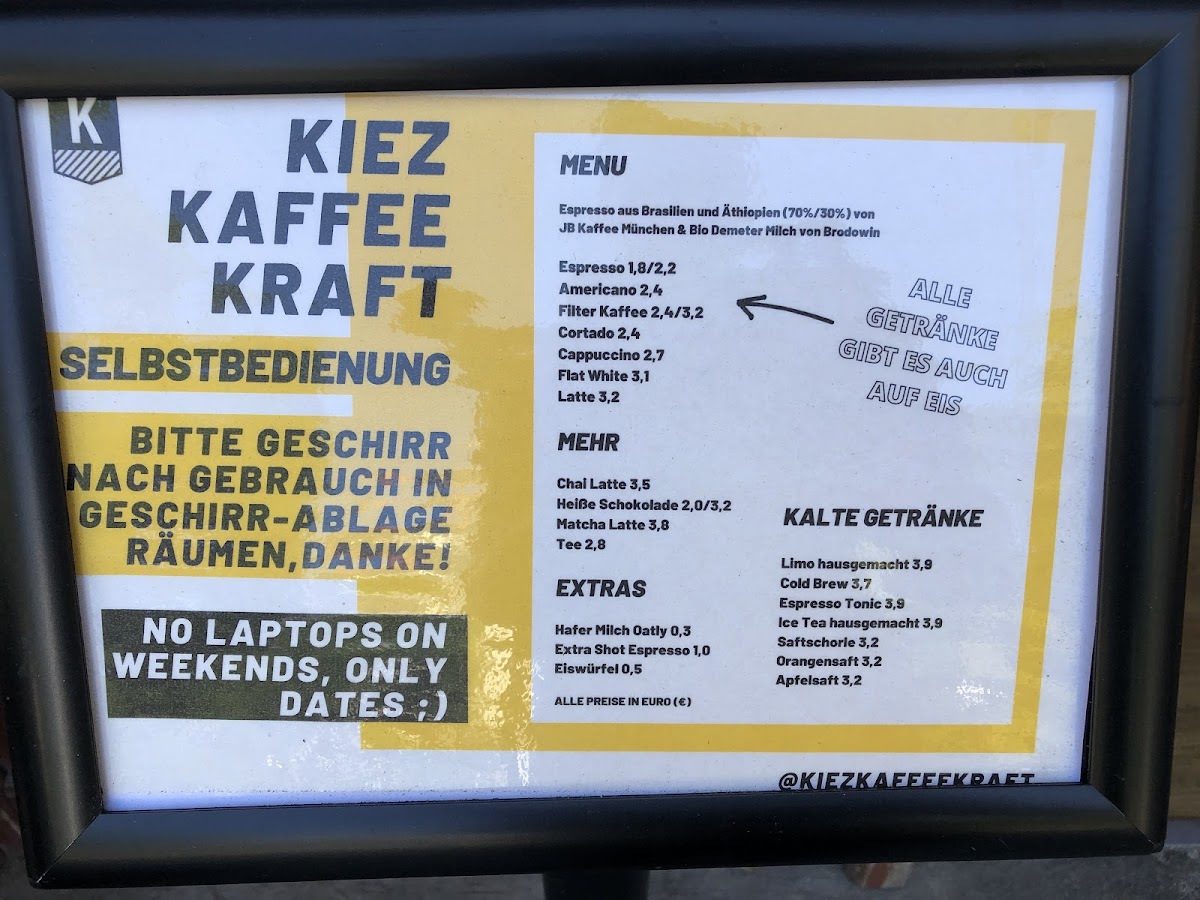 K
KIEZ
KAFFEE
KRAFT
SELBSTBEDIENUNG
BITTE GESCHIRR
NACH GEBRAUCH IN
GESCHIRR-ABLAGE
RÄUMEN, DANKE!
NO LAPTOPS ON
WEEKENDS, ONLY
DATES ;)
MENU
Espresso aus Brasilien und Äthiopien (70%/30%) von
JB Kaffee München & Bio Demeter Milch von Brodowin
Espresso 1,8/2,2
Americano 2,4
Filter Kaffee 2,4/3,2
Cortado 2,4
Cappuccino 2,7
Flat White 3,1
Latte 3,2
ALLE
GETRÄNKE
GIBT ES AUCH
AUF EIS
MEHR
Chai Latte 3,5
Heiße Schokolade 2,0/3,2
Matcha Latte 3,8
Tee 2,8
EXTRAS
Hafer Milch Oatly 0,3
Extra Shot Espresso 1,0
Eiswürfel 0,5
ALLE PREISE IN EURO (€)
KALTE GETRÄNKE
Limo hausgemacht 3,9
Cold Brew 3,7
Espresso Tonic 3,9
Ice Tea hausgemacht 3,9
Saftschorle 3,2
Orangensaft 3,2
Apfelsaft 3,2
@KIEZKAFFEEKRAFT